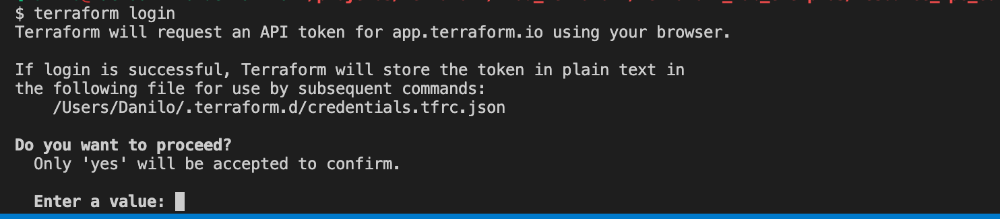 $ terraform login
Terraform will request an API token for app.terraform.io using your browser.
If login is successful, Terraform will store the token in plain text in
the following file for use by subsequent commands:
/Users/Danilo/.terraform.d/credentials.tfrc.json
Do you want to proceed?
Only 'yes' will be accepted to confirm.
Enter a value: